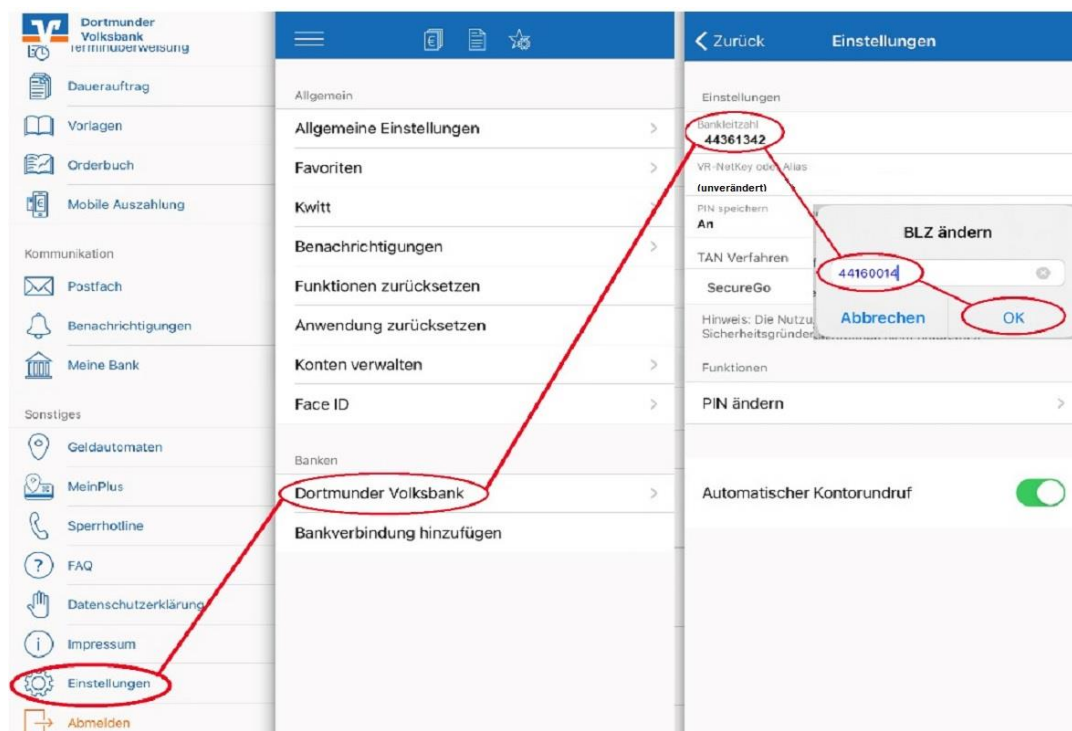 Dortmunder
Volksbank
Terminüberweisung
Dauerauftrag
Vorlagen
Orderbuch
Mobile Auszahlung
Kommunikation
Postfach
Benachrichtigungen
Meine Bank
Sonstiges
Geldautomaten
MeinPlus
Sperrhotline
FAQ
Datenschutzerklärung
Impressum
Einstellungen
Abmelden
Allgemein
Allgemeine Einstellungen
Favoriten
Kwitt
Benachrichtigungen
Funktionen zurücksetzen
Anwendung zurücksetzen
Konten verwalten
Face ID
Banken
Dortmunder Volksbank
Bankverbindung hinzufügen
Zurück Einstellungen
Einstellungen
Bankleitzahl
44361342
VR-NetKey oder Alias
(unverändert)
PIN speichern
An
TAN Verfahren
SecureGo
Hinweis: Die Nutzu
Sicherheitsgründe
BLZ ändern
44160014
Abbrechen OK
Funktionen
PIN ändern
Automatischer Kontorundruf